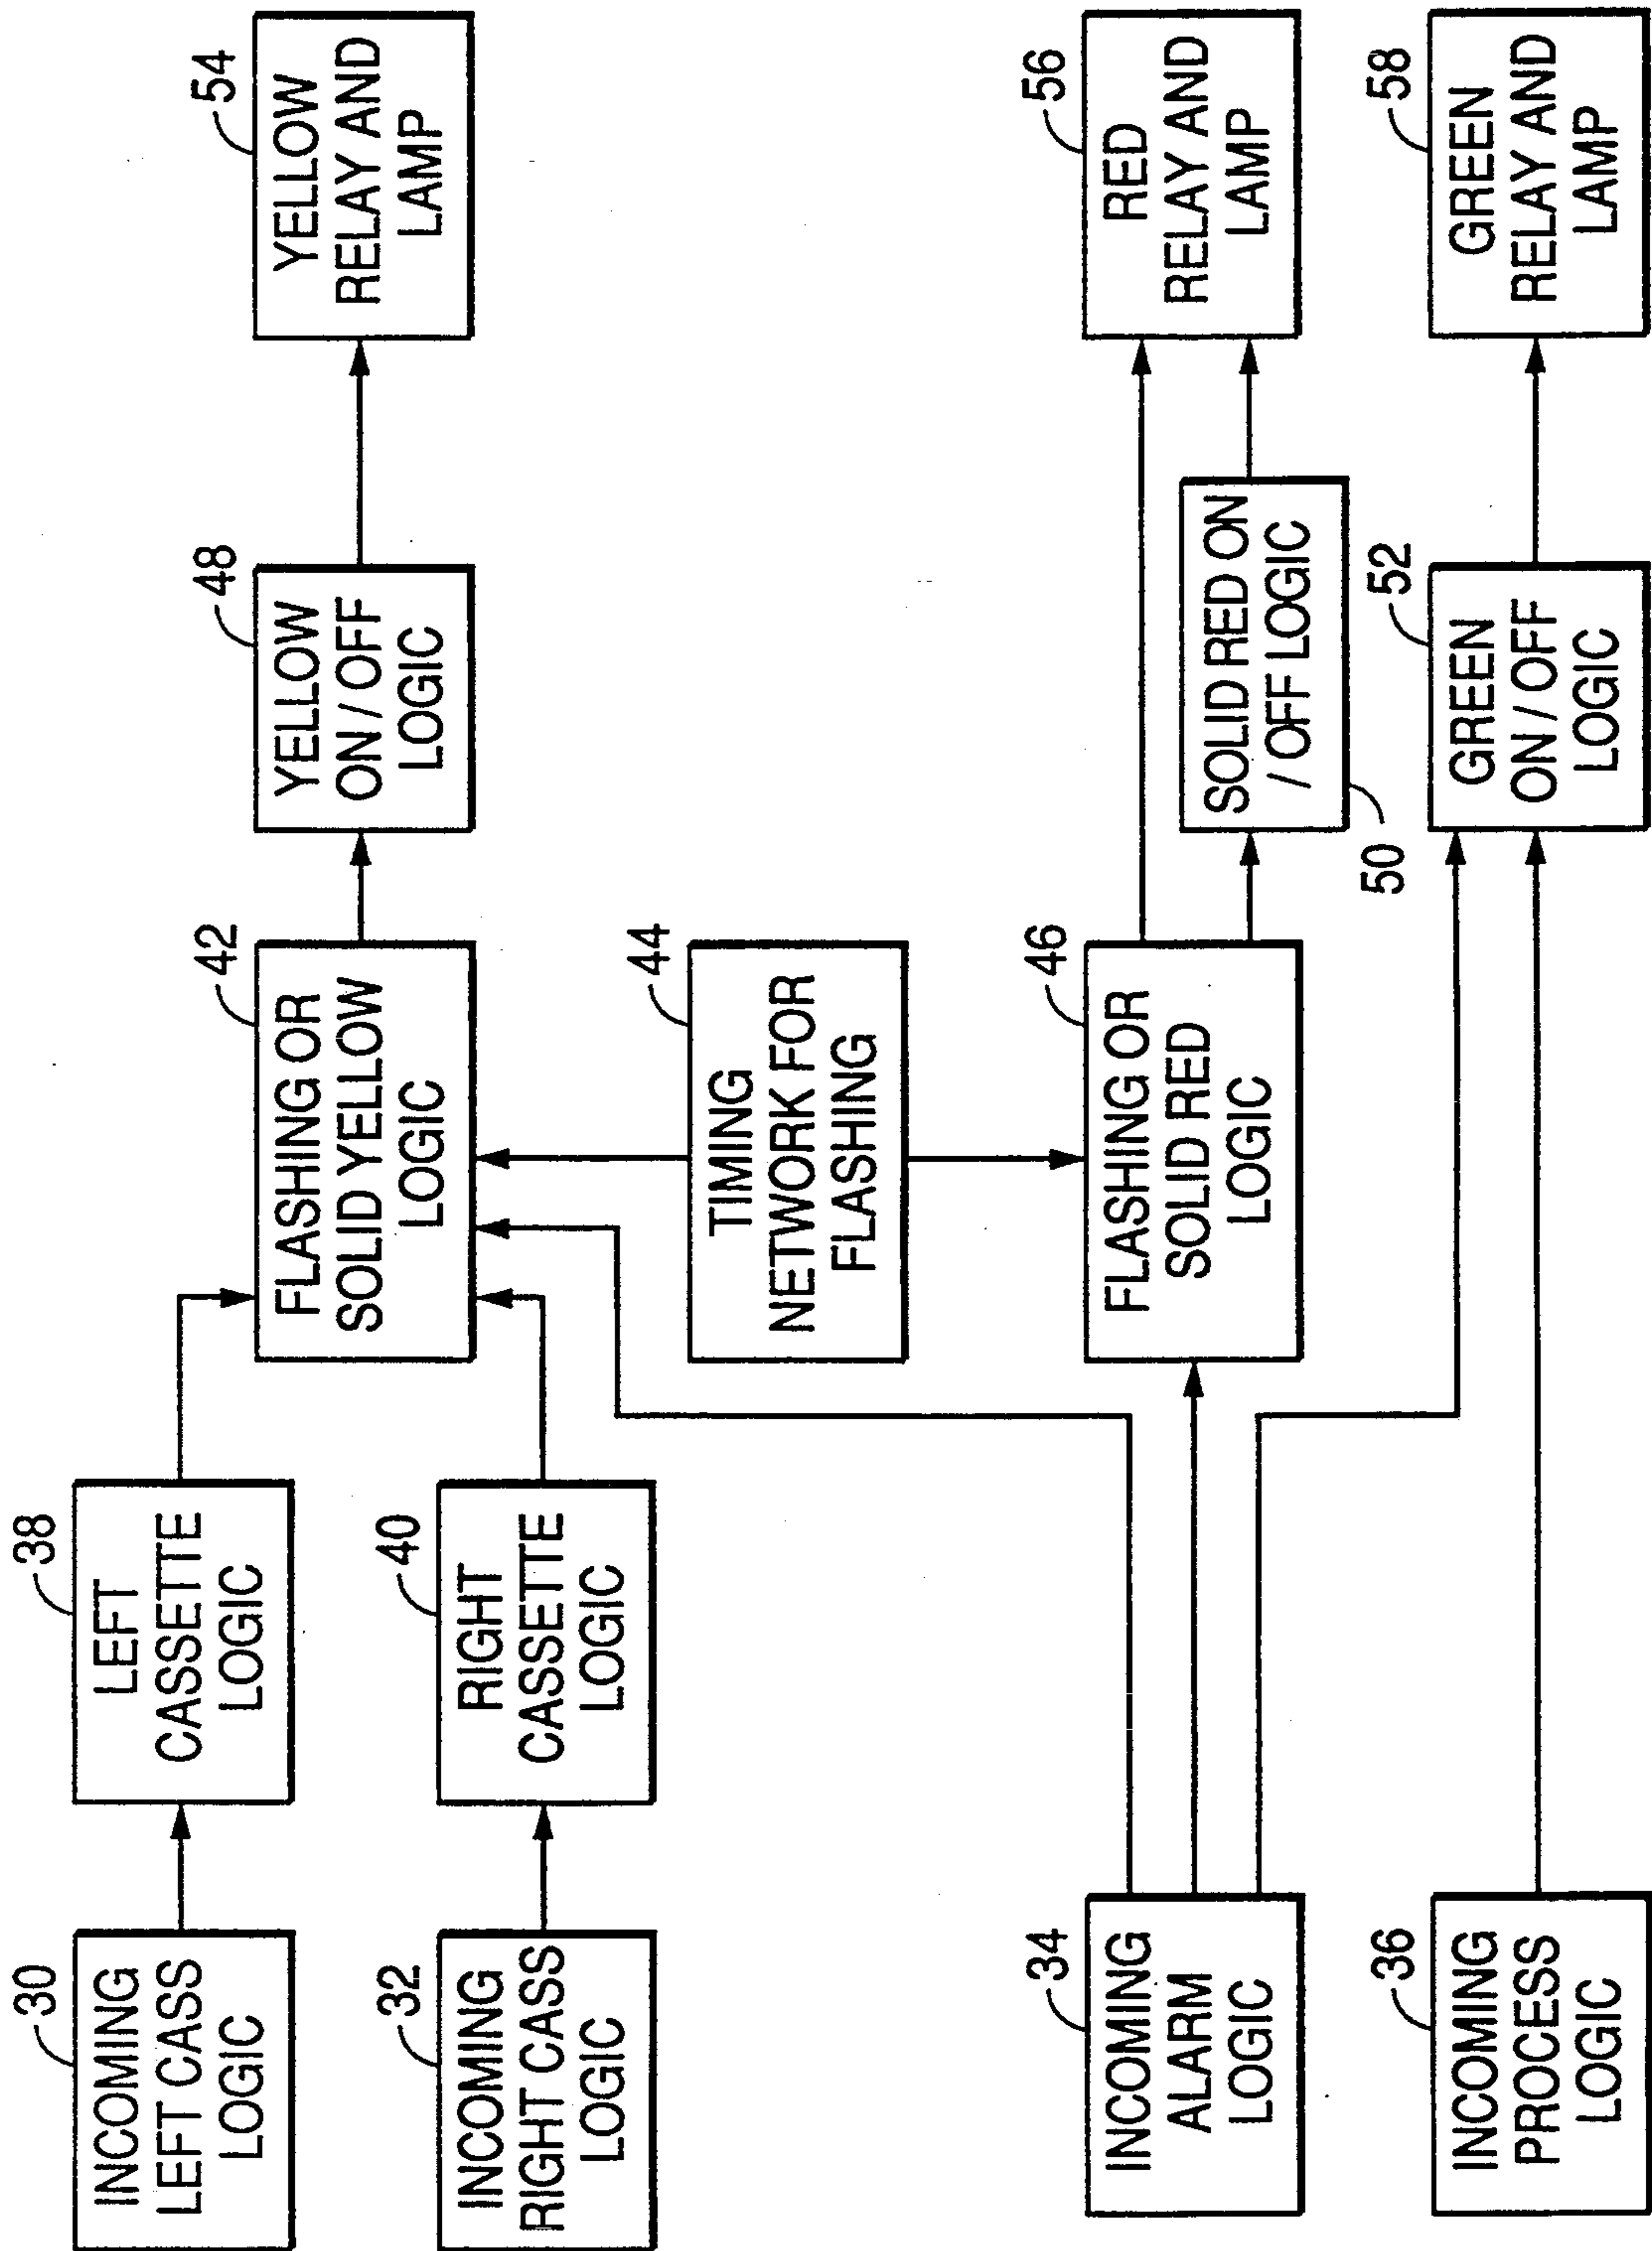 30
INCOMING
LEFT CASS
LOGIC
38
LEFT
CASSETTE
LOGIC
42
FLASHING OR
SOLID YELLOW
LOGIC
48
YELLOW
ON / OFF
LOGIC
54
YELLOW
RELAY AND
LAMP
32
INCOMING
RIGHT CASS
LOGIC
40
RIGHT
CASSETTE
LOGIC
44
TIMING
NETWORK FOR
FLASHING
34
INCOMING
ALARM
LOGIC
46
FLASHING OR
SOLID RED
LOGIC
SOLID RED ON
/ OFF LOGIC
50
56
RED
RELAY AND
LAMP
36
INCOMING
PROCESS
LOGIC
52
GREEN
ON / OFF
LOGIC
58
GREEN
RELAY AND
LAMP